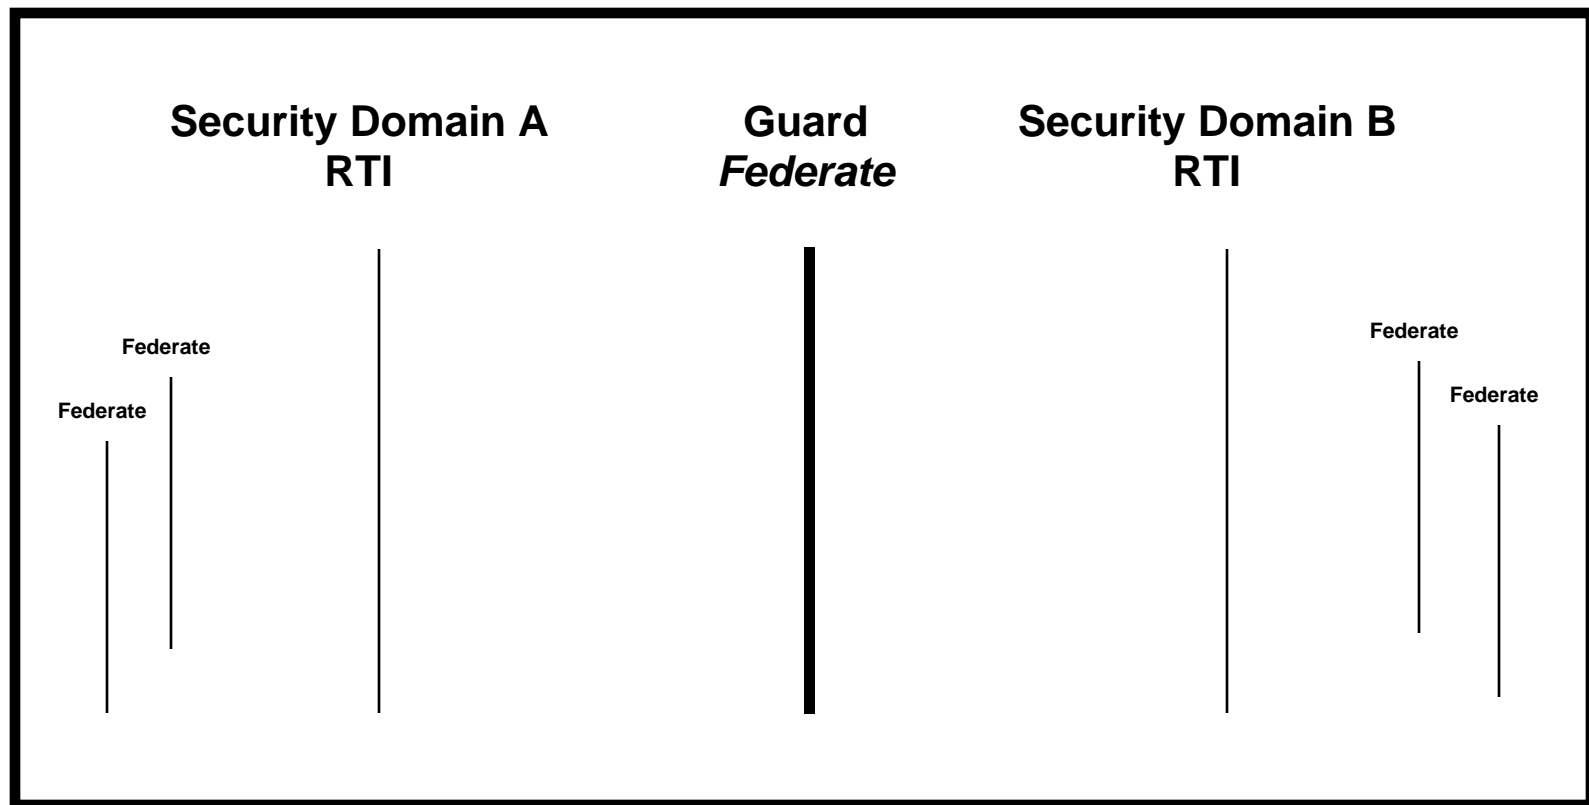 Security Domain A
RTI
Guard
Federate
Security Domain B
RTI
Federate
Federate
Federate
Federate